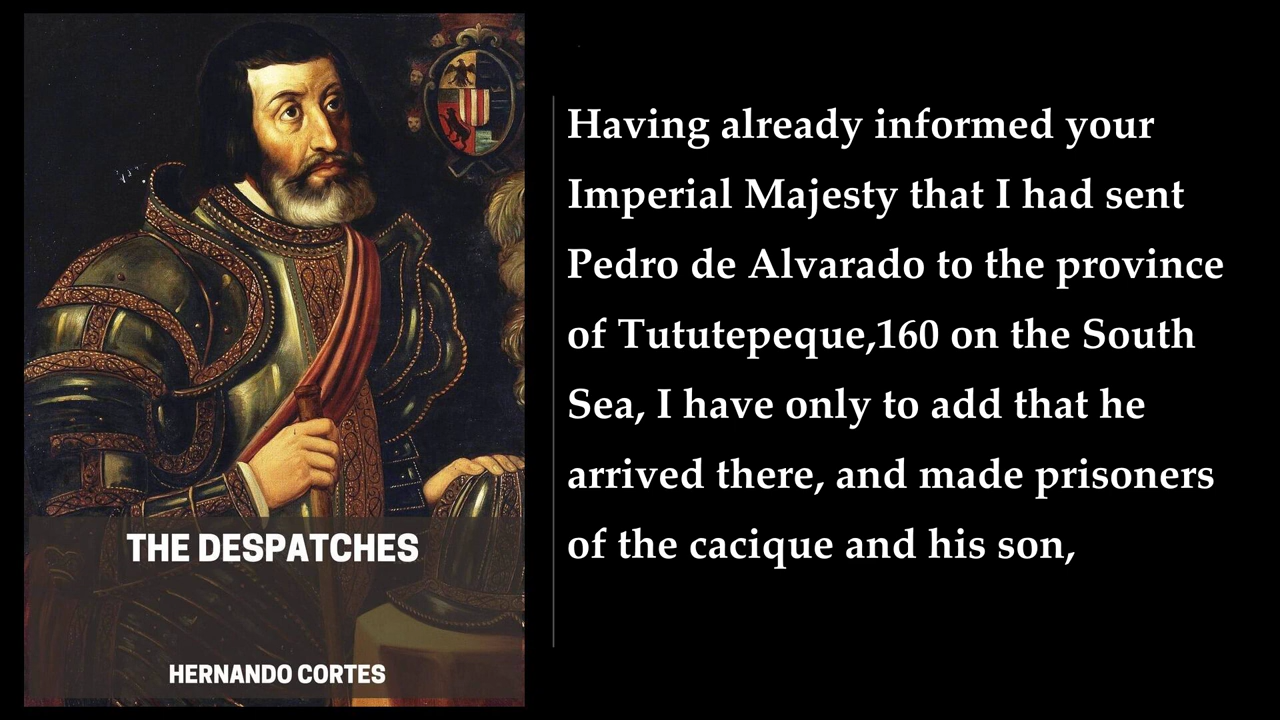 THE DESPATCHES
HERNANDO CORTES
Having already informed your
Imperial Majesty that I had sent
Pedro de Alvarado to the province
of Tututepeque,160 on the South
Sea, I have only to add that he
arrived there, and made prisoners
of the cacique and his son,